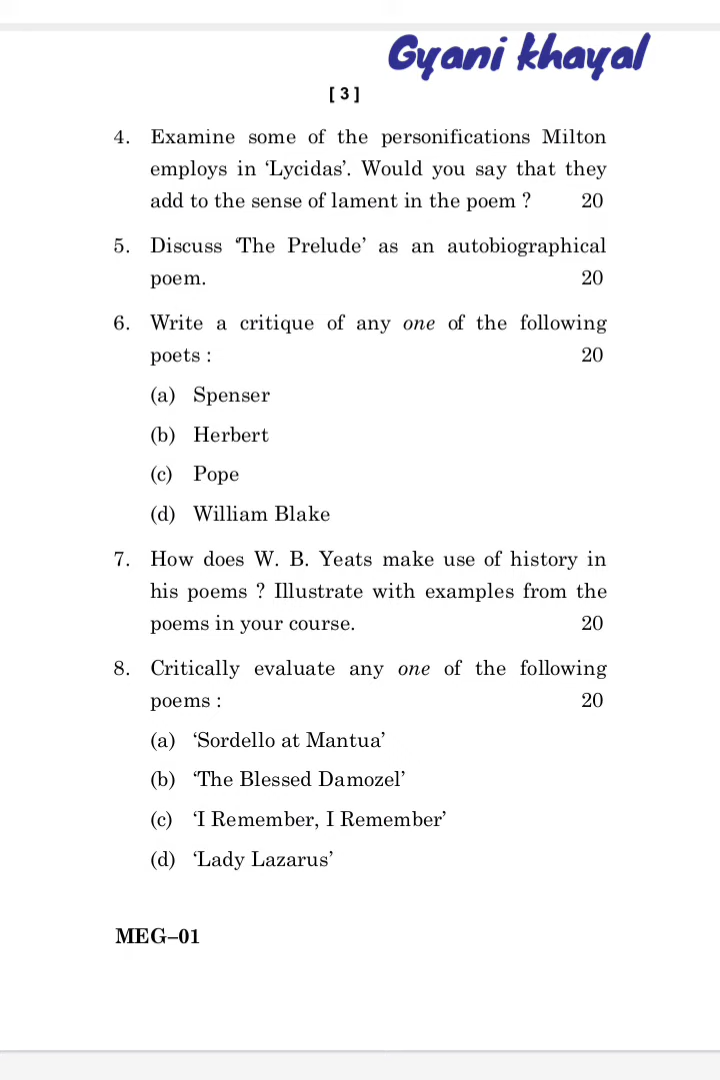 Gyani khayal
[ 3 ]
4. Examine some of the personifications Milton
employs in ‘Lycidas’. Would you say that they
add to the sense of lament in the poem ? 20
5. Discuss ‘The Prelude’ as an autobiographical
poem. 20
6. Write a critique of any one of the following
poets : 20
(a) Spenser
(b) Herbert
(c) Pope
(d) William Blake
7. How does W. B. Yeats make use of history in
his poems ? Illustrate with examples from the
poems in your course. 20
8. Critically evaluate any one of the following
poems : 20
(a) ‘Sordello at Mantua’
(b) ‘The Blessed Damozel’
(c) ‘I Remember, I Remember’
(d) ‘Lady Lazarus’
MEG–01